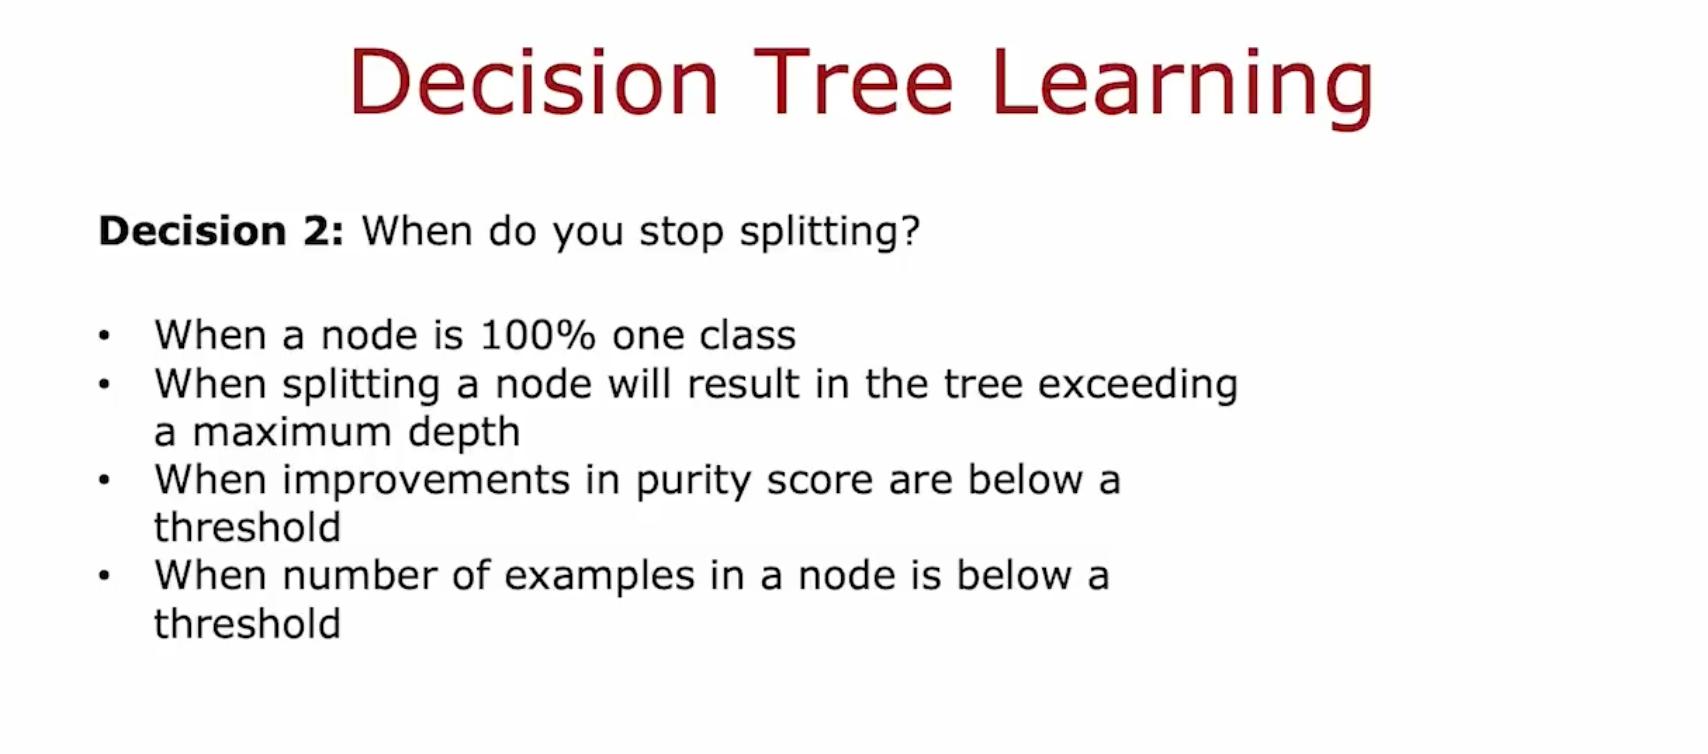 Decision Tree Learning
Decision 2: When do you stop splitting?
• When a node is 100% one class
• When splitting a node will result in the tree exceeding
a maximum depth
• When improvements in purity score are below a
threshold
• When number of examples in a node is below a
threshold